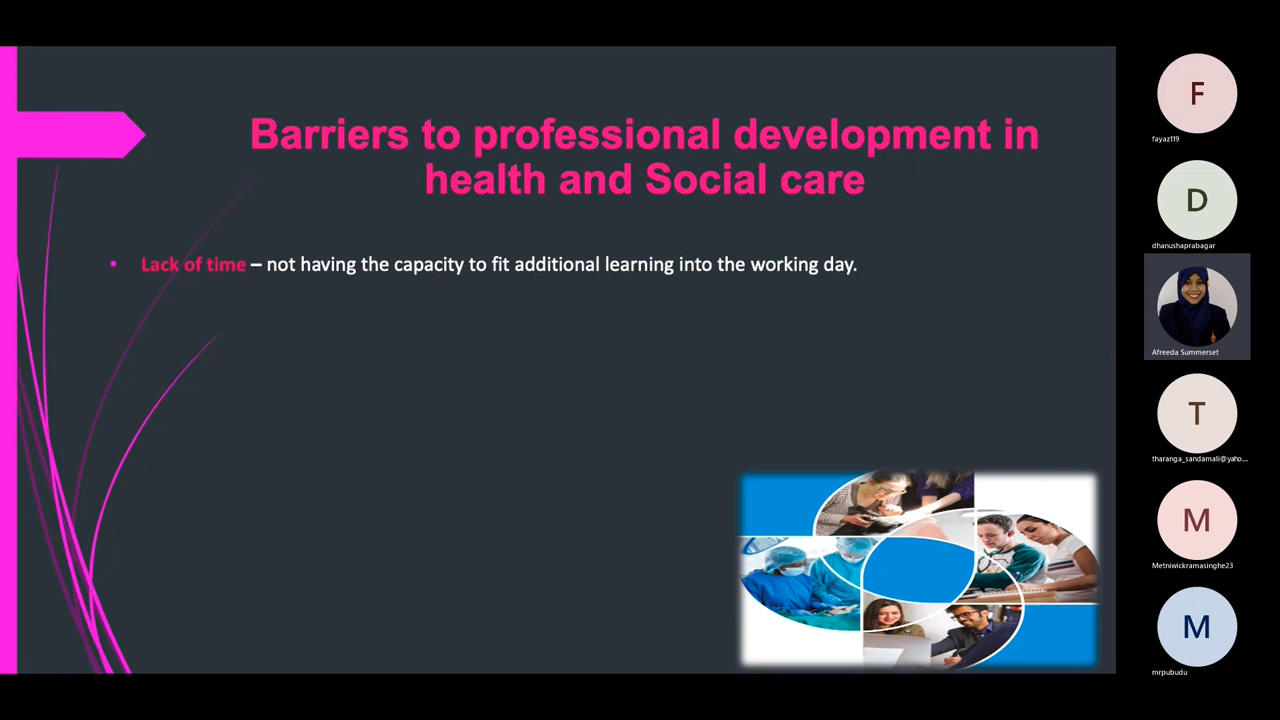 Barriers to professional development in
health and Social care
• Lack of time – not having the capacity to fit additional learning into the working day.
F
fayaz119
D
dhanushaprabagar
Afreeda Summerset
T
tharanga_sandamali@yaho...
M
Metniwickramasinghe23
M
mrpubudu